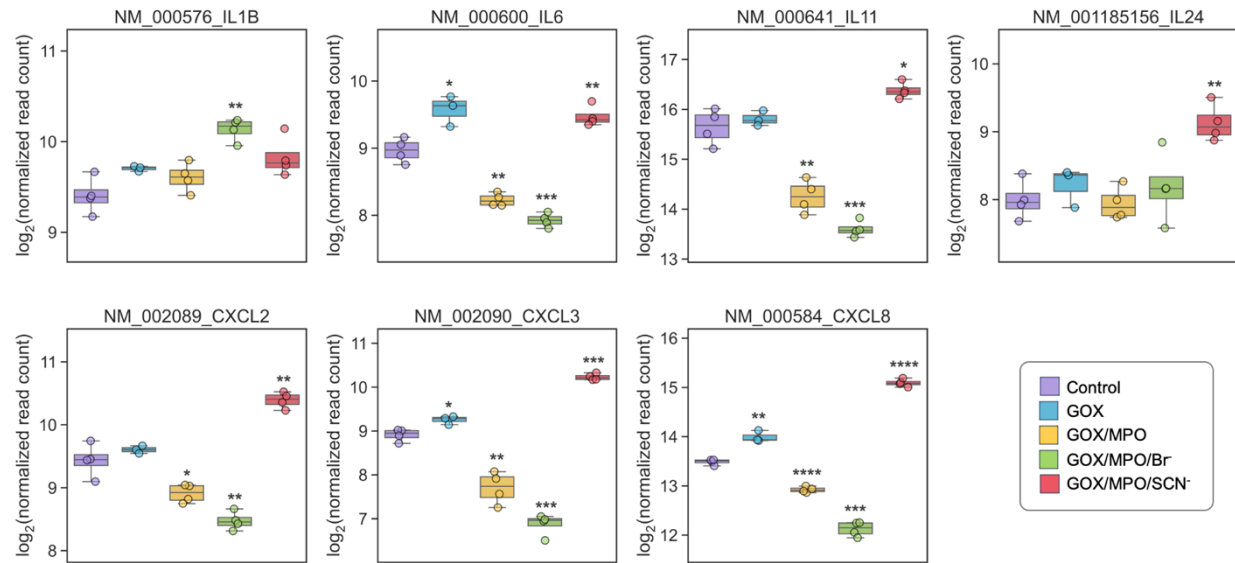 NM_000576_IL1B
log₂(normalized read count)
11
10
9
**
NM_000600_IL6
log₂(normalized read count)
10
9
8
*
**
***
**
NM_000641_IL11
log₂(normalized read count)
17
16
15
14
13
**
***
*
NM_001185156_IL24
log₂(normalized read count)
10
9
8
**
NM_002089_CXCL2
log₂(normalized read count)
11
10
9
8
*
**
**
NM_002090_CXCL3
log₂(normalized read count)
11
10
9
8
7
*
**
***
***
NM_000584_CXCL8
log₂(normalized read count)
16
15
14
13
12
**
****
***
****
Control
GOX
GOX/MPO
GOX/MPO/Br⁻
GOX/MPO/SCN⁻